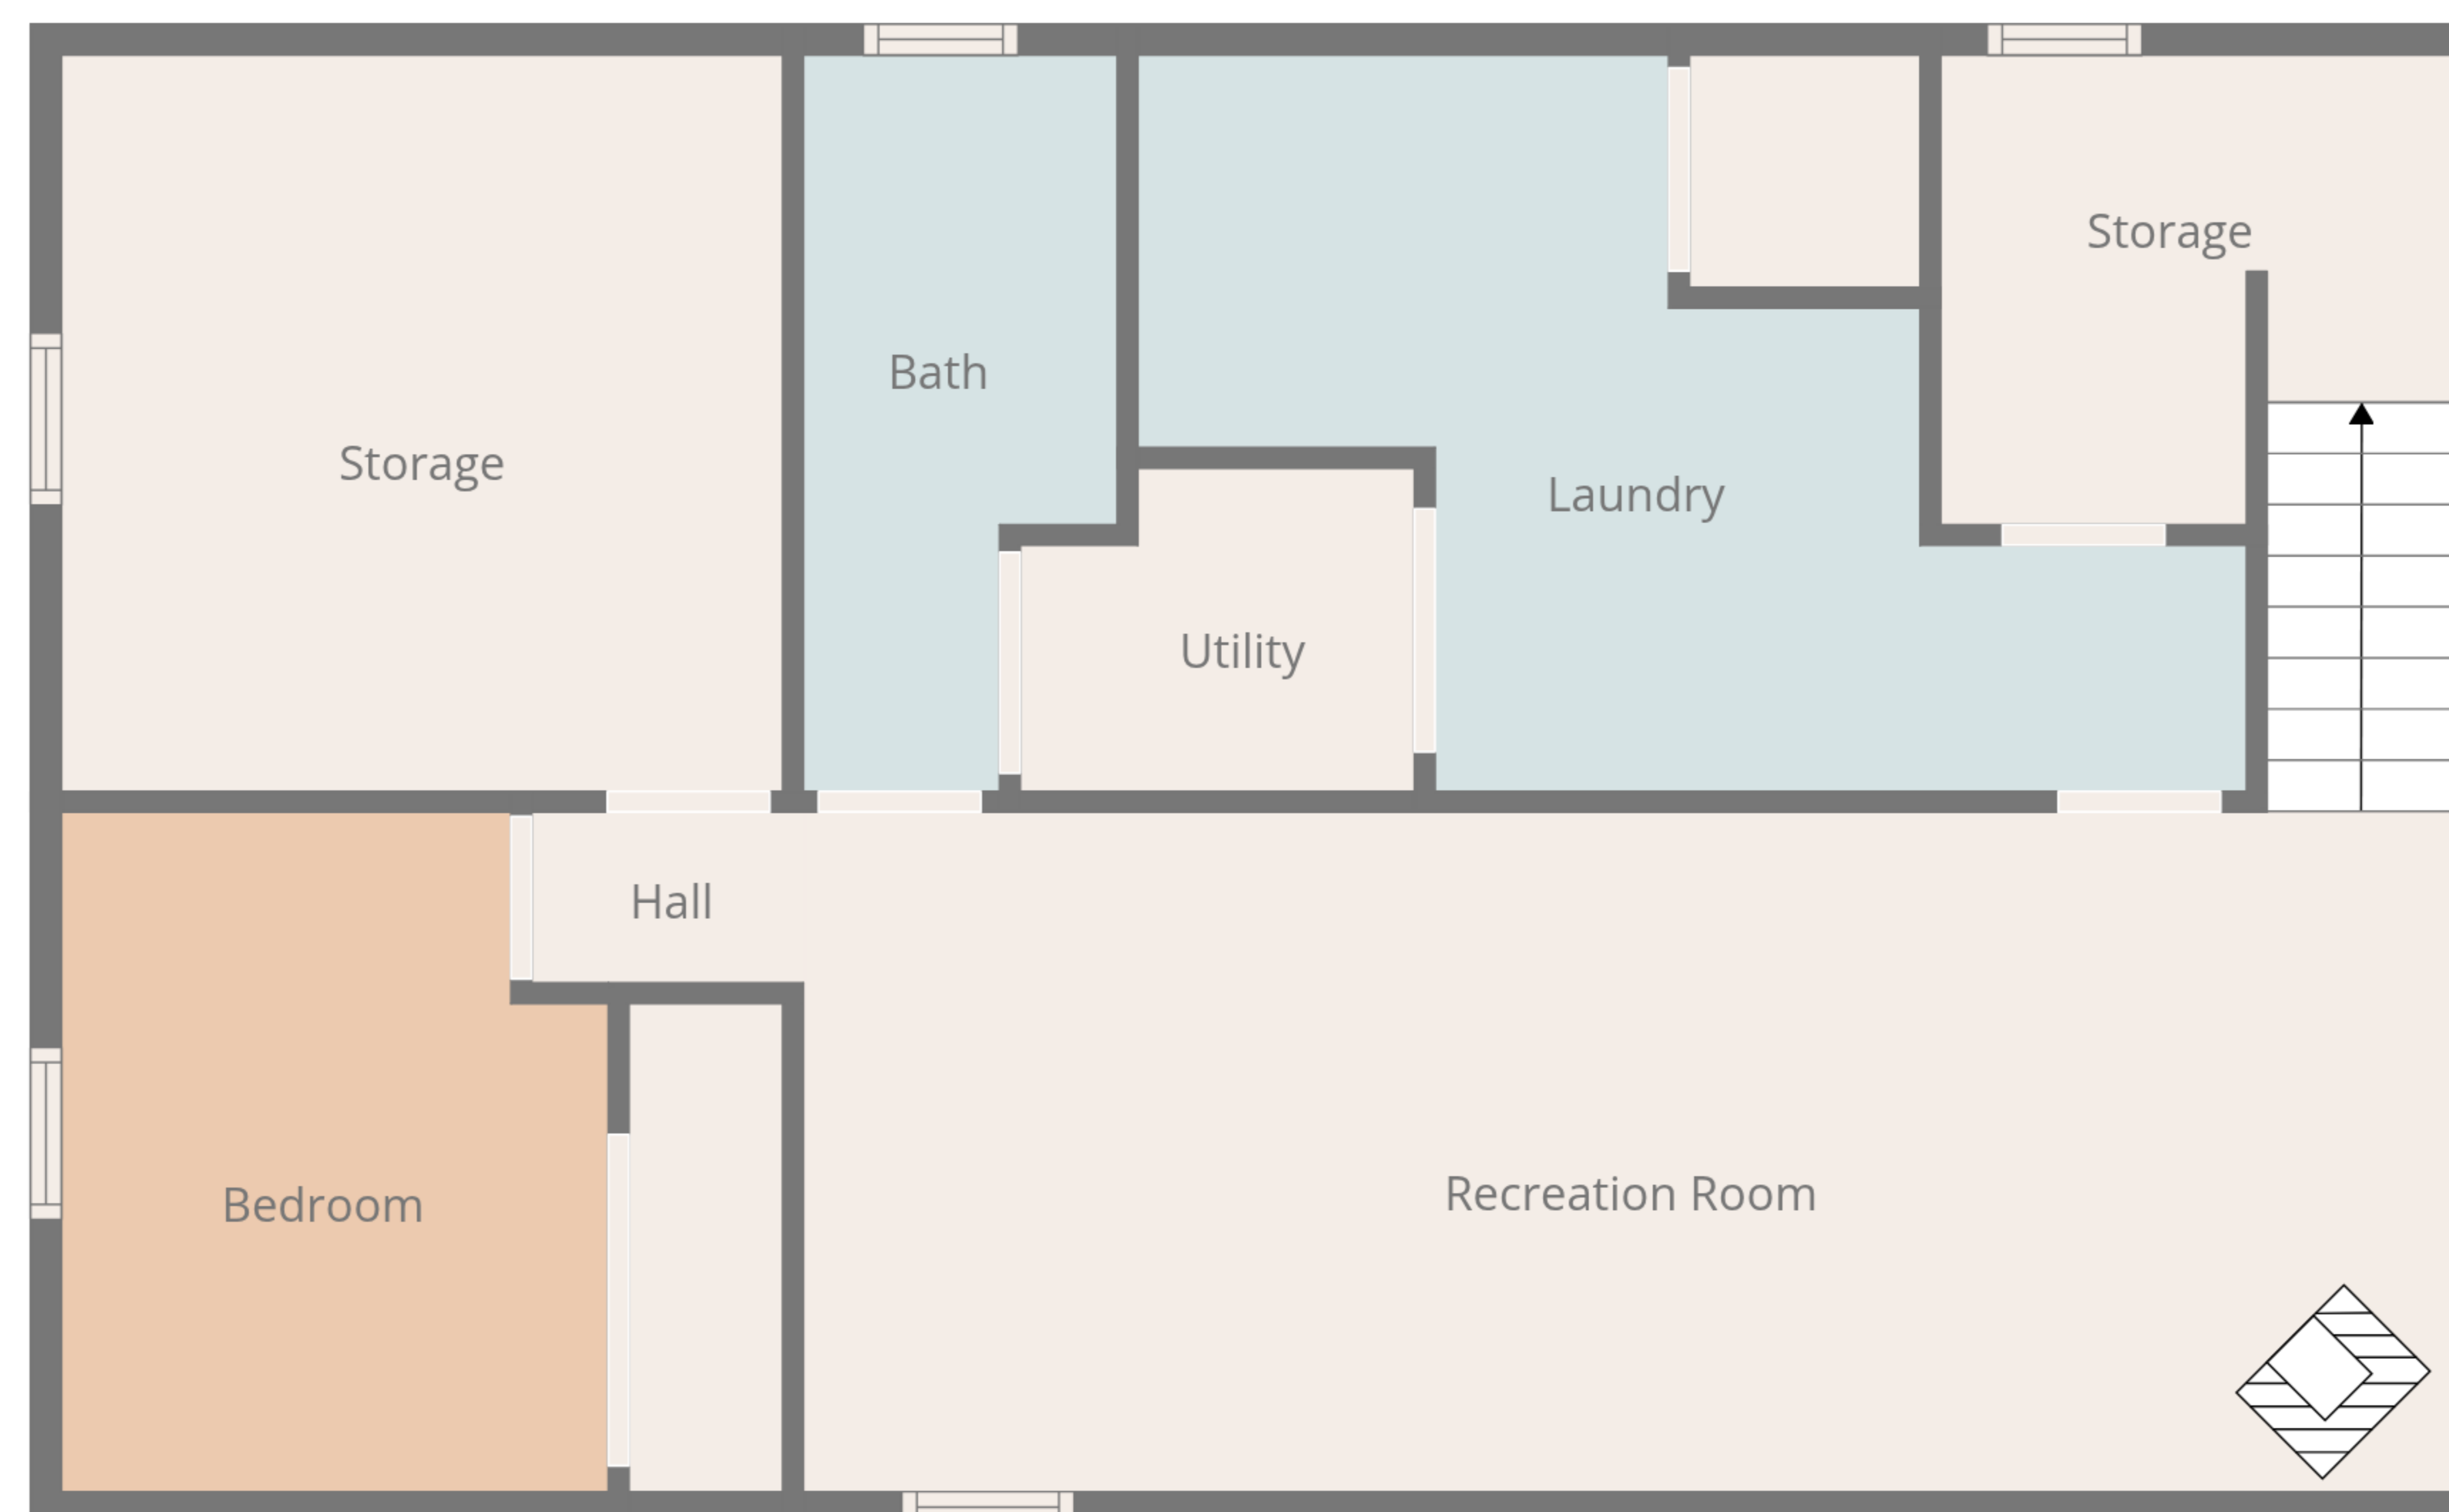 Storage
Bath
Storage
Laundry
Utility
Hall
Bedroom
Recreation Room